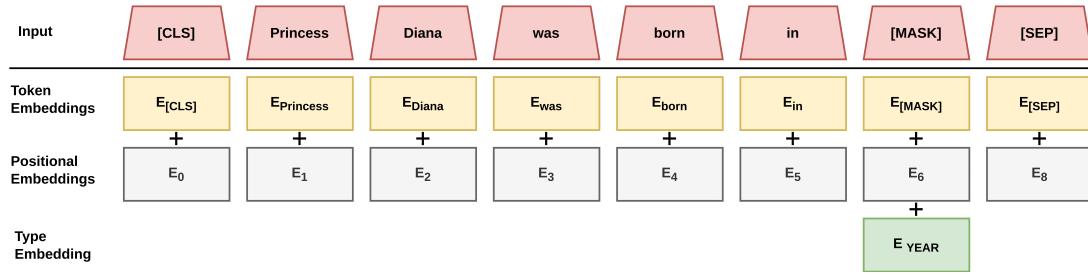 Input [CLS] Princess Diana was born in [MASK] [SEP]
Token
Embeddings
E[CLS] EPrincess EDiana Ewas Eborn Ein E[MASK] E[SEP]
+ + + + + + + +
Positional
Embeddings
E0 E1 E2 E3 E4 E5 E6 E8
+
Type
Embedding
E YEAR